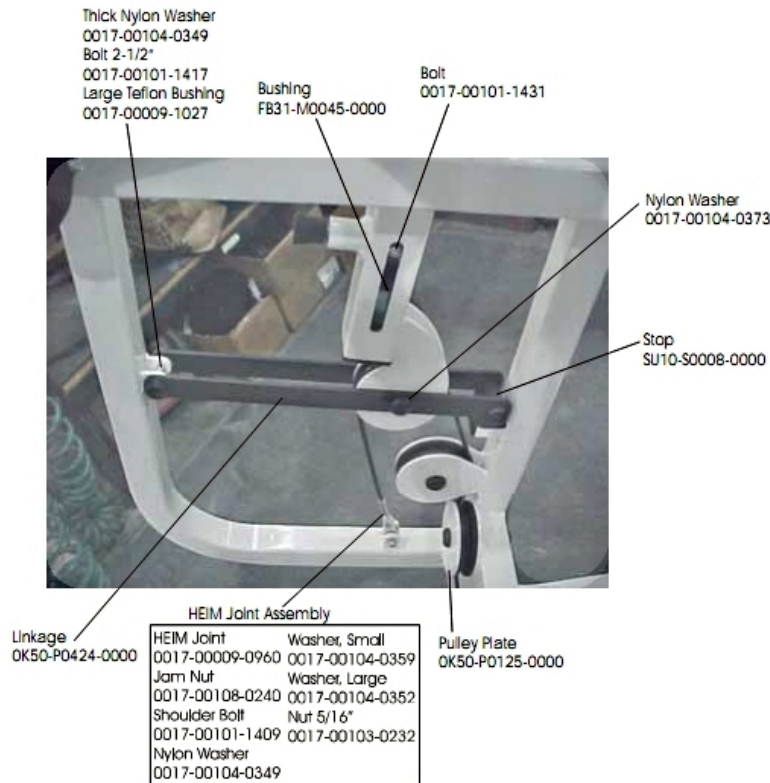 Thick Nylon Washer
0017-00104-0349
Bolt 2-1/2"
0017-00101-1417
Large Teflon Bushing
0017-00009-1027
Bushing
FB31-M0045-0000
Bolt
0017-00101-1431
Nylon Washer
0017-00104-0373
Stop
SU10-S0008-0000
Linkage
0K50-P0424-0000
HEIM Joint Assembly
HEIM Joint
0017-00009-0960
Jam Nut
0017-00108-0240
Shoulder Bolt
0017-00101-1409
Nylon Washer
0017-00104-0349
Washer, Small
0017-00104-0359
Washer, Large
0017-00104-0352
Nut 5/16"
0017-00103-0232
Pulley Plate
0K50-P0125-0000